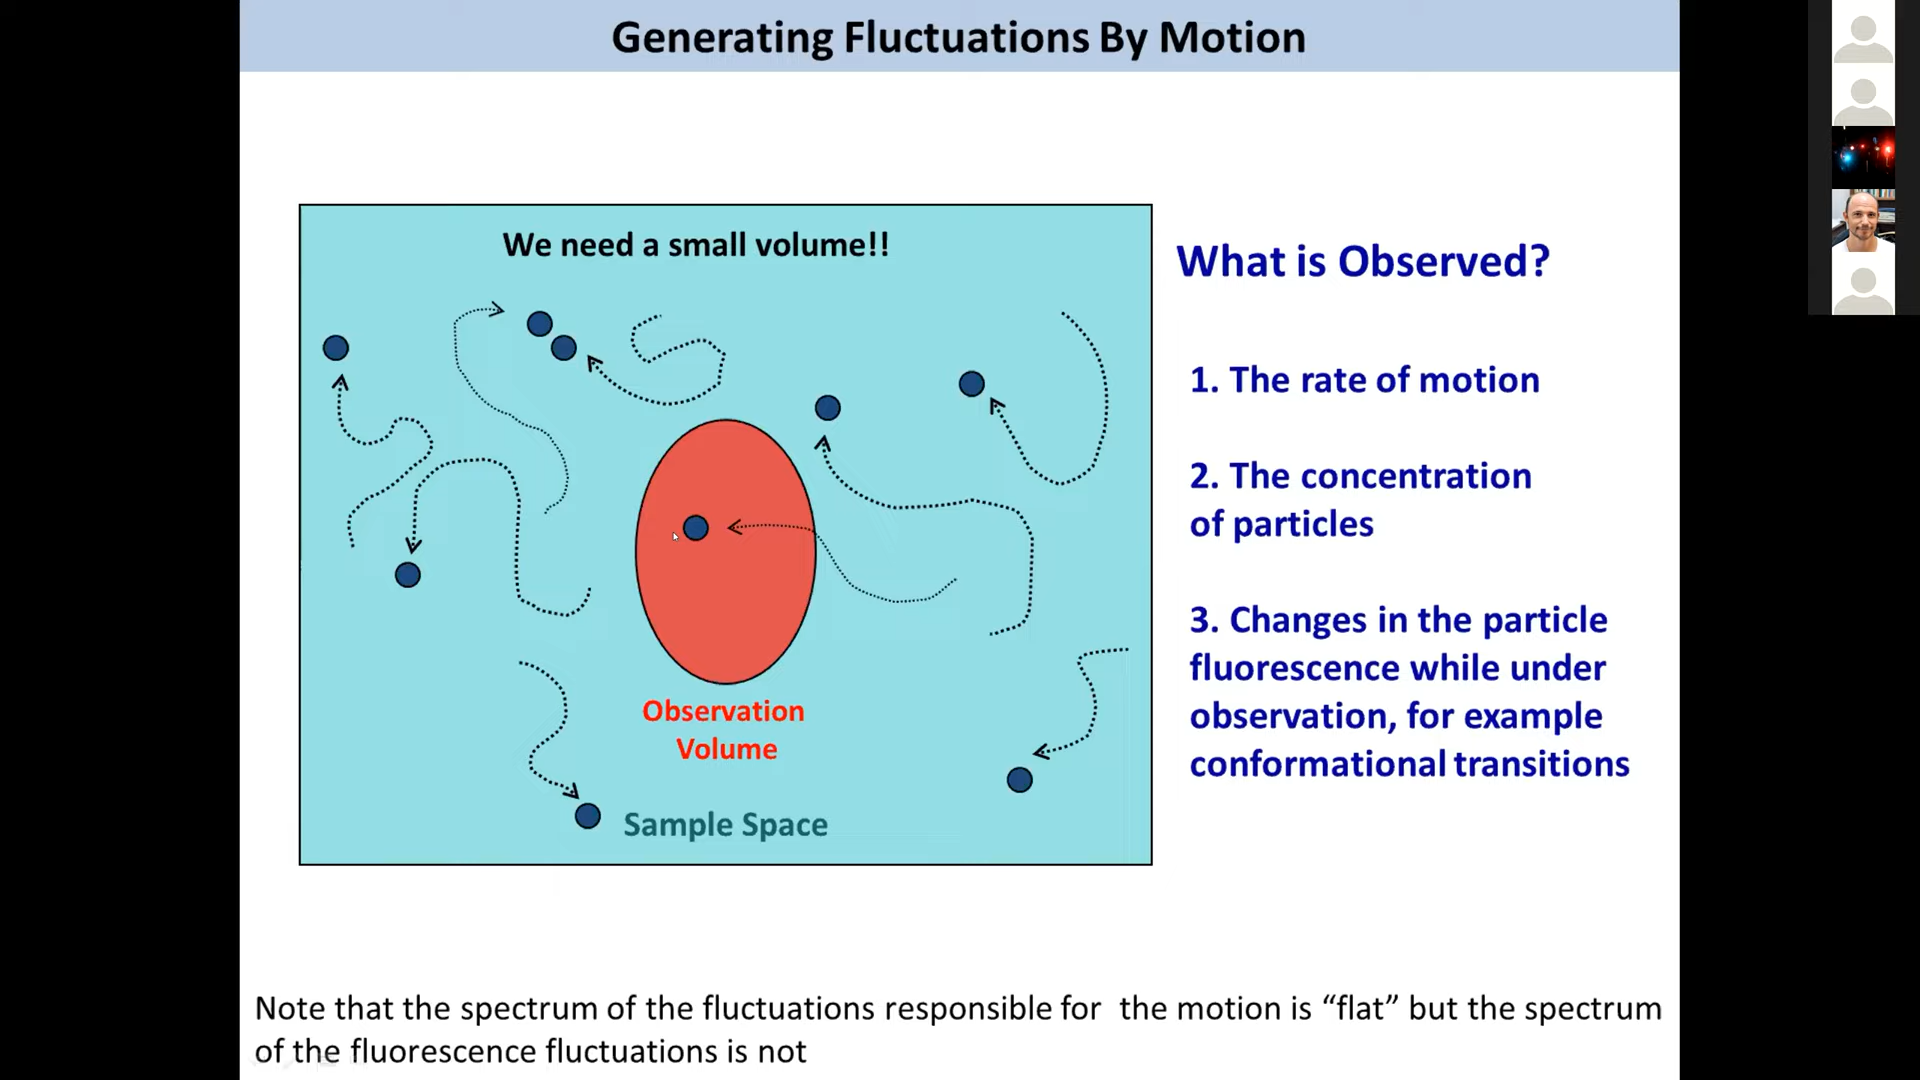 Generating Fluctuations By Motion
We need a small volume!!
Observation
Volume
Sample Space
What is Observed?
1. The rate of motion
2. The concentration
of particles
3. Changes in the particle
fluorescence while under
observation, for example
conformational transitions
Note that the spectrum of the fluctuations responsible for  the motion is “flat” but the spectrum
of the fluorescence fluctuations is not